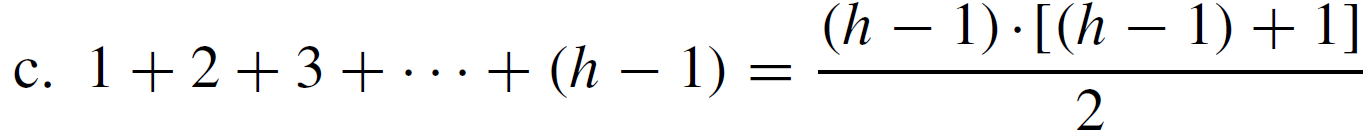 c. 1 + 2 + 3 + · · · + (h − 1) = (h − 1)·[(h − 1) + 1] / 2